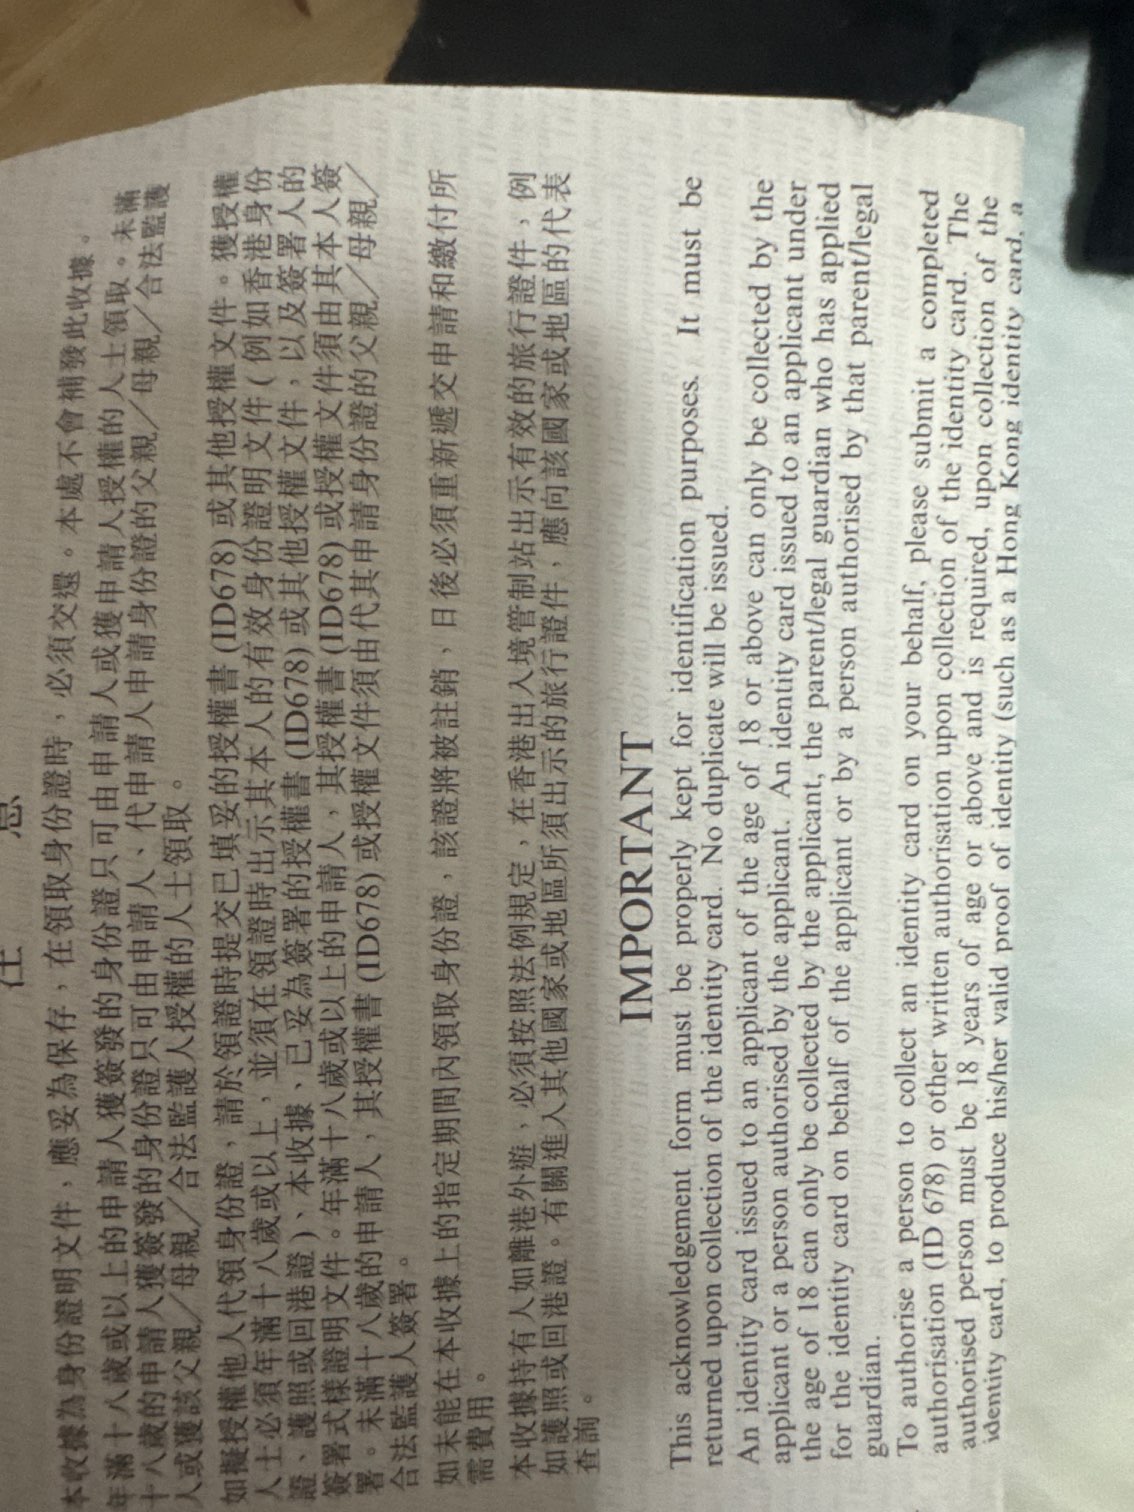 注 意
本收據為身份證明文件，應妥為保存，在領取身份證時，必須交還。本處不會補發此收據。
年滿十八歲或以上的申請人獲簽發的身份證只可由申請人或獲申請人授權的人士領取。未滿
十八歲的申請人獲簽發的身份證只可由申請人、代申請人申請身份證的父親／母親／合法監護
人或獲該父親／母親／合法監護人授權的人士領取。
如擬授權他人代領身份證，請於領證時提交已填妥的授權書 (ID678) 或其他授權文件。獲授權
人士必須年滿十八歲或以上，並須在領證時出示其本人的有效身份證明文件 ( 例如香港身份
證、護照或回港證 )、本收據、已妥為簽署的授權書 (ID678) 或其他授權文件，以及簽署人的
簽署式樣證明文件。年滿十八歲或以上的申請人，其授權書 (ID678) 或授權文件須由其本人簽
署。未滿十八歲的申請人，其授權書 (ID678) 或授權文件須由代其申請身份證的父親／母親／
合法監護人簽署。
如未能在本收據上的指定期間內領取身份證，該證將被註銷，日後必須重新遞交申請和繳付所
需費用。
本收據持有人如離港外遊，必須按照法例規定，在香港出入境管制站出示有效的旅行證件，例
如護照或回港證。有關進入其他國家或地區所須出示的旅行證件，應向該國家或地區的代表
查詢。
IMPORTANT
This acknowledgement form must be properly kept for identification purposes. It must be
returned upon collection of the identity card. No duplicate will be issued.
An identity card issued to an applicant of the age of 18 or above can only be collected by the
applicant or a person authorised by the applicant. An identity card issued to an applicant under
the age of 18 can only be collected by the applicant, the parent/legal guardian who has applied
for the identity card on behalf of the applicant or by a person authorised by that parent/legal
guardian.
To authorise a person to collect an identity card on your behalf, please submit a completed
authorisation (ID 678) or other written authorisation upon collection of the identity card. The
authorised person must be 18 years of age or above and is required, upon collection of the
identity card, to produce his/her valid proof of identity (such as a Hong Kong identity card, a